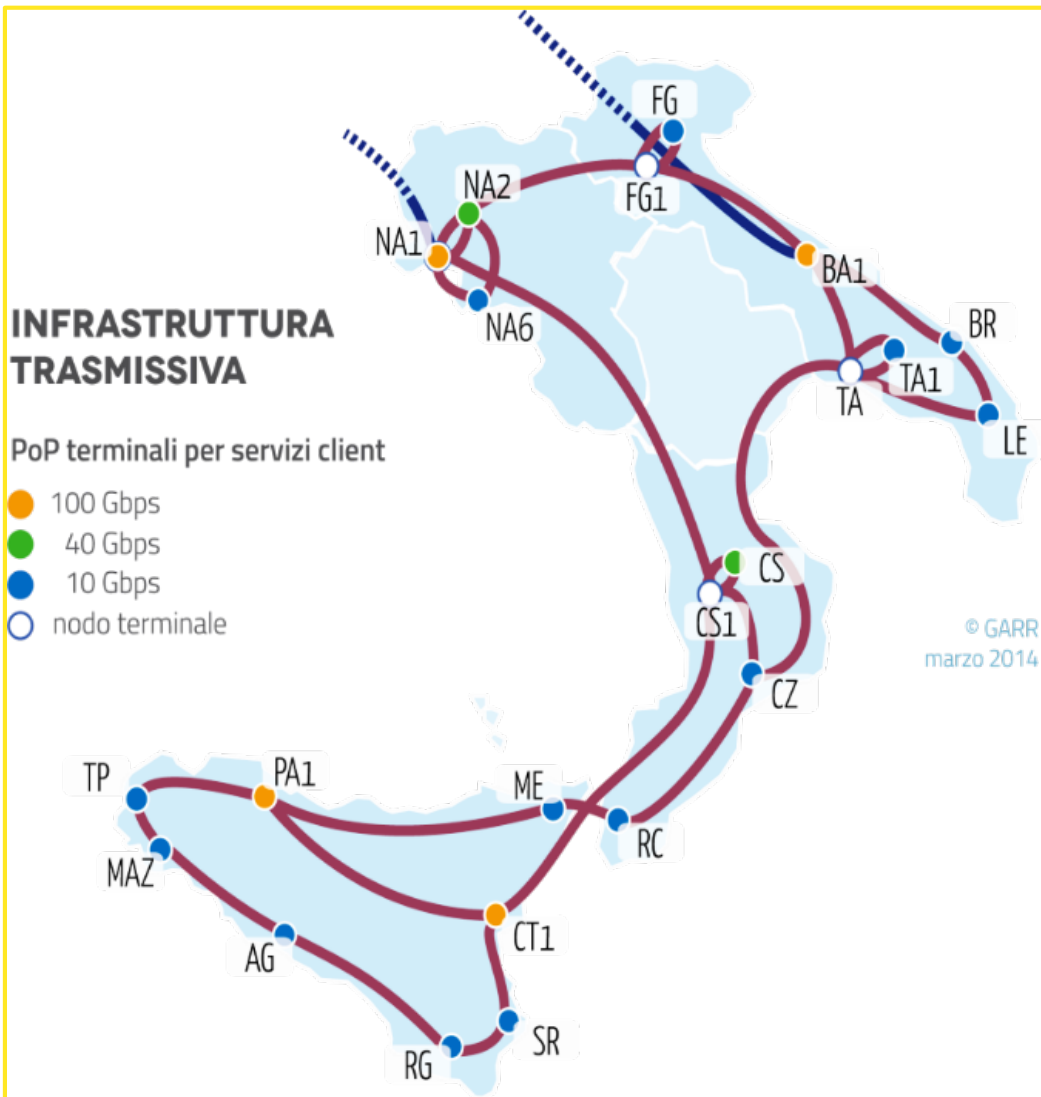 FG
FG1
NA2
NA1
NA6
BA1
BR
TA1
TA
LE
INFRASTRUTTURA
TRASMISSIVA
PoP terminali per servizi client
100 Gbps
40 Gbps
10 Gbps
nodo terminale
CS
CS1
CZ
© GARR
marzo 2014
TP
PA1
ME
RC
MAZ
AG
CT1
RG
SR